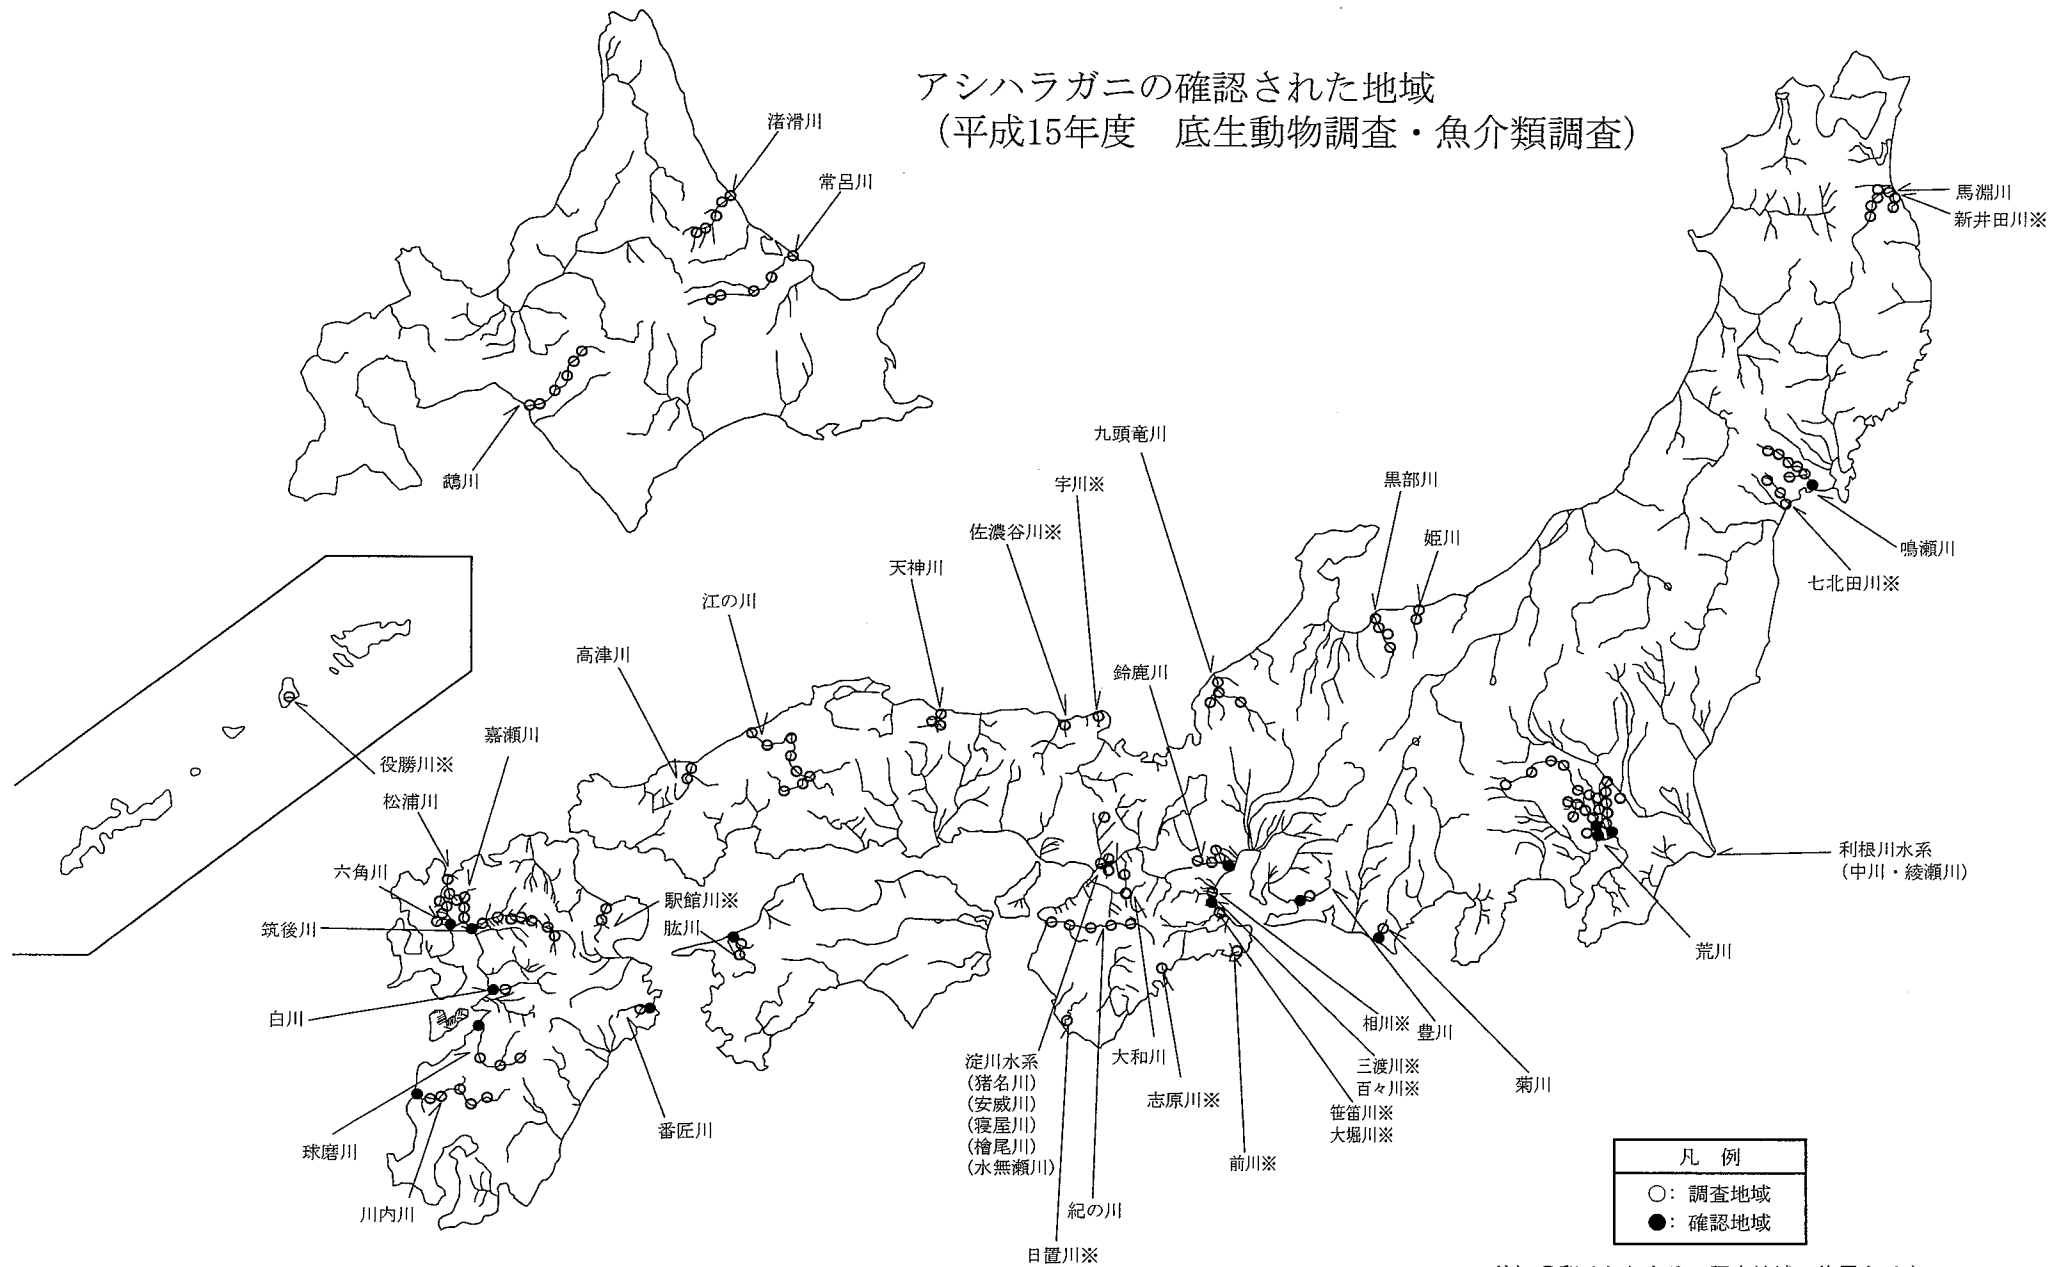 アシハラガニの確認された地域
(平成15年度　底生動物調査・魚介類調査)
渚滑川
常呂川
鵡川
馬淵川
新井田川※
鳴瀬川
七北田川※
九頭竜川
宇川※
佐濃谷川※
天神川
江の川
高津川
黒部川
姫川
鈴鹿川
役勝川※
嘉瀬川
松浦川
六角川
筑後川
駅館川※
肱川
白川
球磨川
川内川
番匠川
利根川水系
(中川・綾瀬川)
荒川
菊川
豊川
相川※
三渡川※
百々川※
笹笛川※
大堀川※
前川※
志原川※
大和川
淀川水系
(猪名川)
(安威川)
(寝屋川)
(檜尾川)
(水無瀬川)
紀の川
日置川※
凡 例
○: 調査地域
●: 確認地域